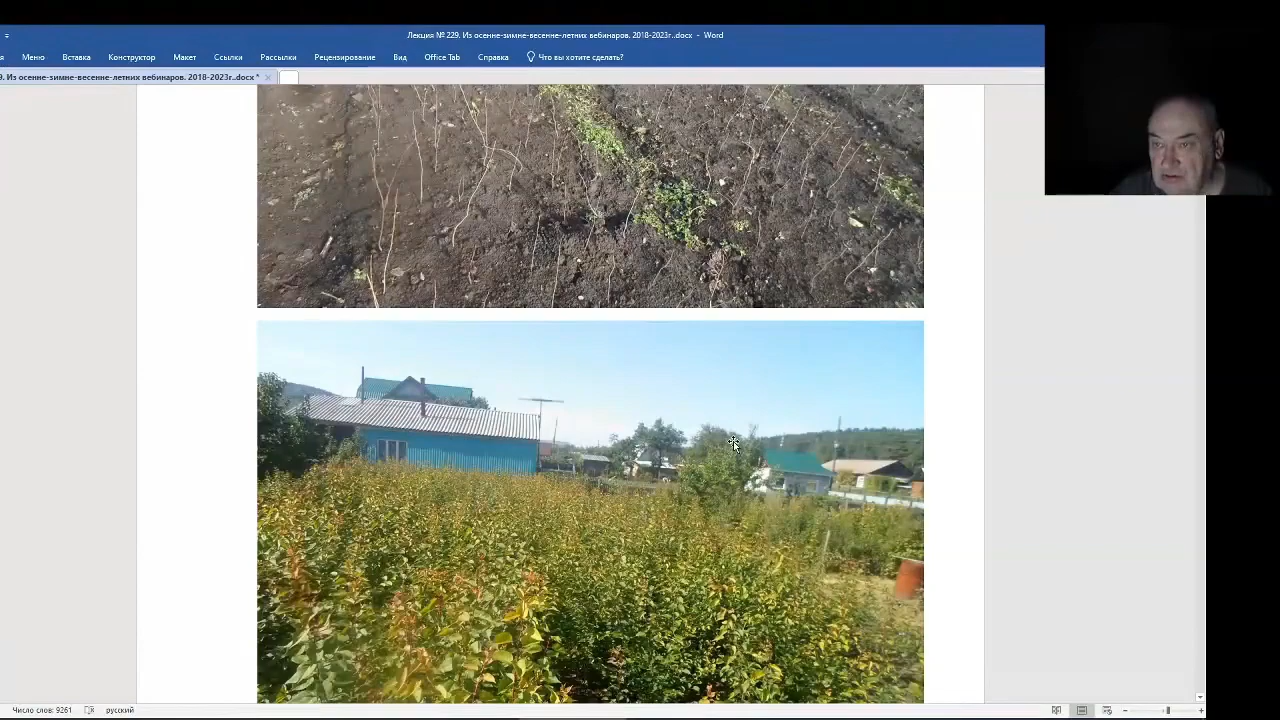 Лекция № 229. Из осенне-зимне-весенне-летних вебинаров. 2018-2023г..docx - Word
я Меню Вставка Конструктор Макет Ссылки Рассылки Рецензирование Вид Office Tab Справка Что вы хотите сделать?
9. Из осенне-зимне-весенне-летних вебинаров. 2018-2023г..docx *
Число слов: 9261 русский